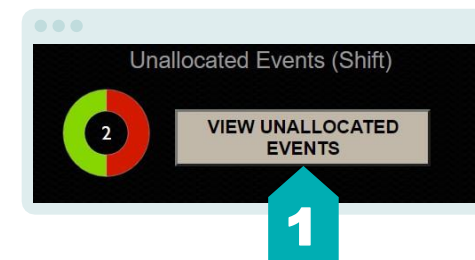 Unallocated Events (Shift)
2
VIEW UNALLOCATED
EVENTS
1